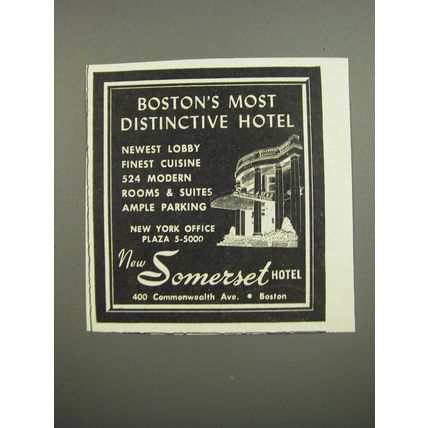 BOSTON'S MOST
DISTINCTIVE HOTEL
NEWEST LOBBY
FINEST CUISINE
524 MODERN
ROOMS & SUITES
AMPLE PARKING
NEW YORK OFFICE
PLAZA 5-5000
New Somerset HOTEL
400 Commonwealth Ave. • Boston